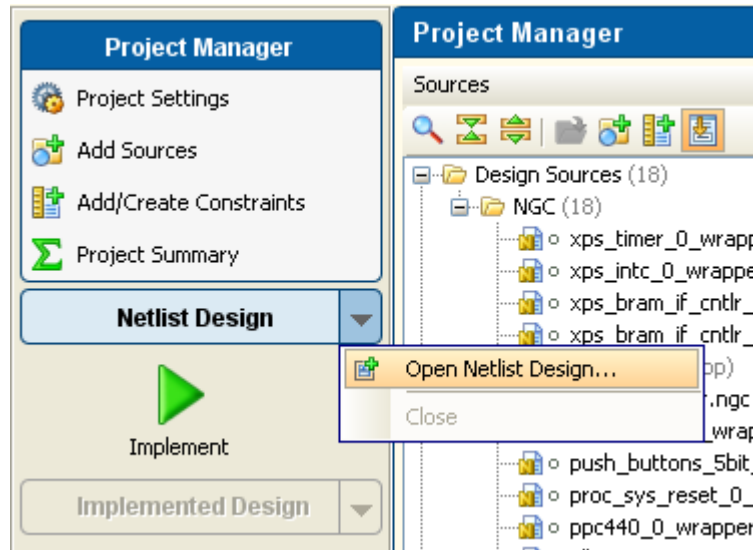 Project Manager
Project Settings
Add Sources
Add/Create Constraints
Project Summary
Netlist Design
Implement
Implemented Design
Project Manager
Sources
Design Sources (18)
NGC (18)
xps_timer_0_wrapp
xps_intc_0_wrappe
xps_bram_if_cntlr_
xps_bram_if_cntlr_
Open Netlist Design...
op)
Close
.ngc
_wrap
push_buttons_5bit_
proc_sys_reset_0_
ppc440_0_wrapper